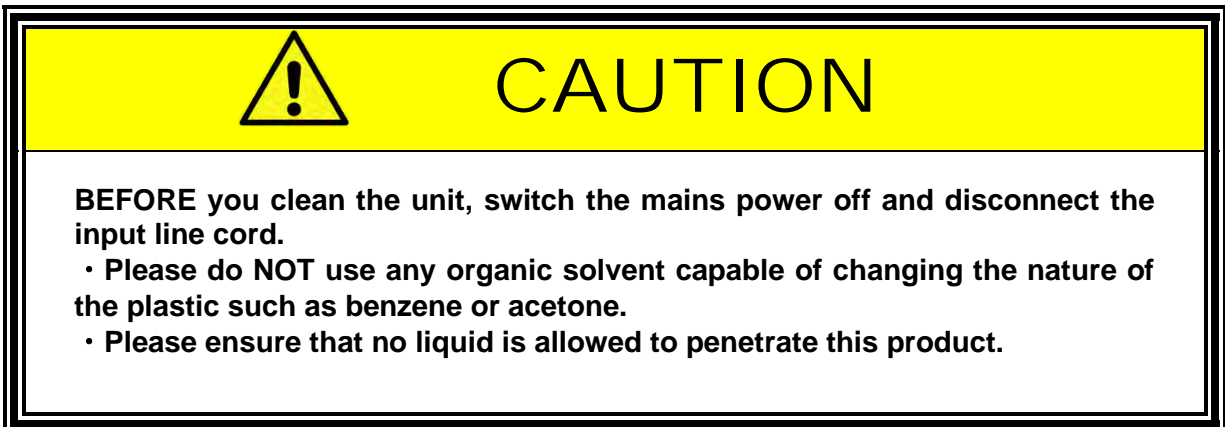 CAUTION
BEFORE you clean the unit, switch the mains power off and disconnect the
input line cord.
・Please do NOT use any organic solvent capable of changing the nature of
the plastic such as benzene or acetone.
・Please ensure that no liquid is allowed to penetrate this product.